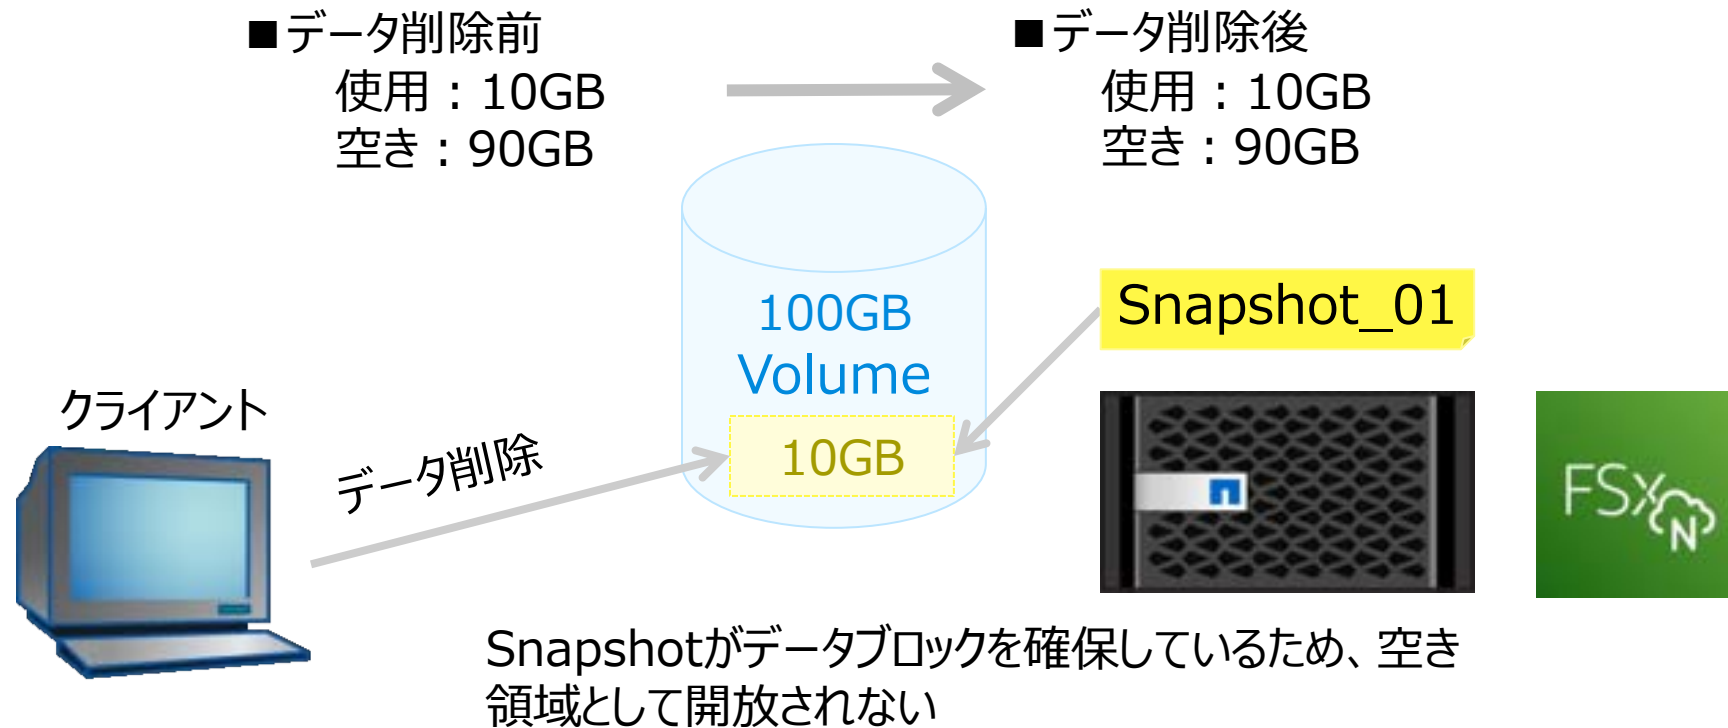 ■データ削除前
使用：10GB
空き：90GB
■データ削除後
使用：10GB
空き：90GB
100GB
Volume
10GB
Snapshot_01
クライアント
データ削除
FSx
N
Snapshotがデータブロックを確保しているため、空き
領域として開放されない